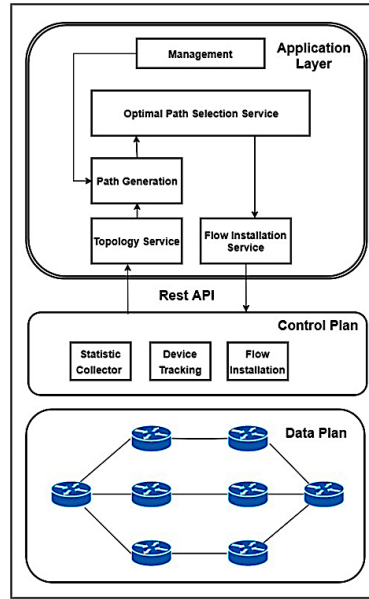 Management
Application
Layer
Optimal Path Selection Service
Path Generation
Topology Service
Flow Installation
Service
Rest API
Control Plan
Statistic
Collector
Device
Tracking
Flow
Installation
Data Plan